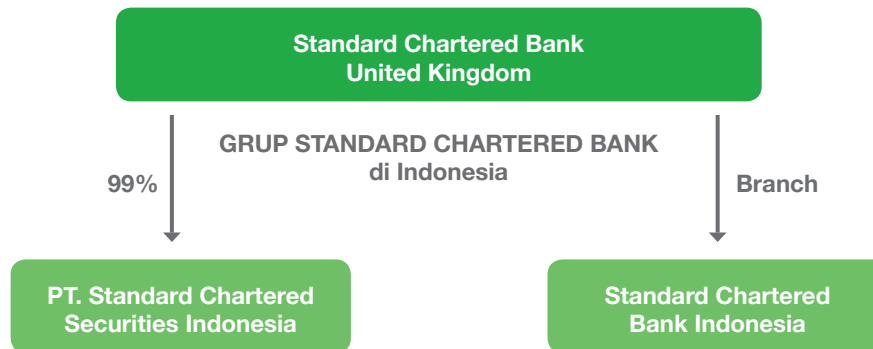 Standard Chartered Bank
United Kingdom
GRUP STANDARD CHARTERED BANK
di Indonesia
99%
Branch
PT. Standard Chartered
Securities Indonesia
Standard Chartered
Bank Indonesia